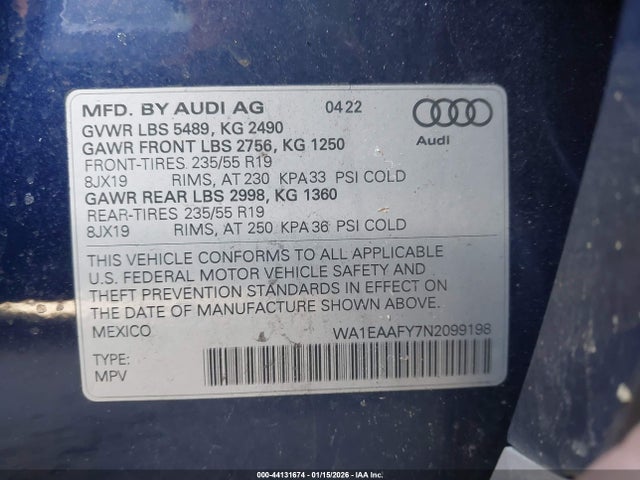 MFD. BY AUDI AG 0422
GVWR LBS 5489, KG 2490
GAWR FRONT LBS 2756, KG 1250
Audi
FRONT-TIRES 235/55 R19
8JX19 RIMS, AT 230 KPA 33 PSI COLD
GAWR REAR LBS 2998, KG 1360
REAR-TIRES 235/55 R19
8JX19 RIMS, AT 250 KPA 36 PSI COLD
THIS VEHICLE CONFORMS TO ALL APPLICABLE
U.S. FEDERAL MOTOR VEHICLE SAFETY AND
THEFT PREVENTION STANDARDS IN EFFECT ON
THE DATE OF MANUFACTURE SHOWN ABOVE.
MEXICO WA1EAAFY7N2099198
TYPE:
MPV
000-44131674 - 01/15/2026 - IAA Inc.